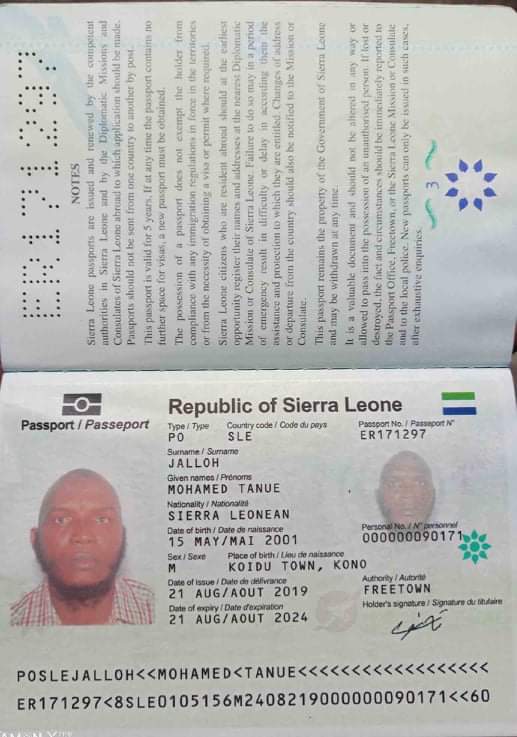 ER171297
NOTES
Sierra Leone passports are issued and renewed by the competent
authorities in Sierra Leone and by the Diplomatic Missions and
Consulates of Sierra Leone abroad to which application should be made.
Passports should not be sent from one country to another by post.
This passport is valid for 5 years. If at any time the passport contains no
further space for visas, a new passport must be obtained.
The possession of a passport does not exempt the holder from
compliance with any immigration regulations in force in the territories
or from the necessity of obtaining a visa or permit where required.
Sierra Leone citizens who are resident abroad should at the earliest
opportunity register their names and addresses at the nearest Diplomatic
Mission or Consulate of Sierra Leone. Failure to do so may in a period
of emergency result in difficulty or delay in according them the
assistance and projection to which they are entitled. Changes of address
or departure from the country should also be notified to the Mission or
Consulate.
This passport remains the property of the Government of Sierra Leone
and may be withdrawn at any time.
It is a valuable document and should not be altered in any way or
allowed to pass into the possession of an unauthorised person. If lost or
destroyed, the fact and circumstances should be immediately reported to
the Passport Office, Freetown, or the Sierra Leone Mission or Consulate
and to the local police. New passports can only be issued in such cases,
after exhaustive enquiries.
3
Passport / Passeport
Republic of Sierra Leone
Type / Type Country code / Code du pays Passport No. / Passeport N°
PO SLE ER171297
Surname / Surname
JALLOH
Given names / Prénoms
MOHAMED TANUE
Nationality / Nationalité
SIERRA LEONEAN
Date of birth / Date de naissance Personal No. / N° personnel
15 MAY/MAI 2001 000000090171
Sex / Sexe Place of birth / Lieu de naissance
M KOIDU TOWN, KONO
Date of issue / Date de délivrance Authority / Autorité
21 AUG/AOUT 2019 FREETOWN
Date of expiry / Date d'expiration Holder's signature / Signature du titulaire
21 AUG/AOUT 2024
POSLEJALLOH<<MOHAMED<TANUE<<<<<<<<<<<<<<<<<<
ER171297<8SLE0105156M2408219000000090171<<60